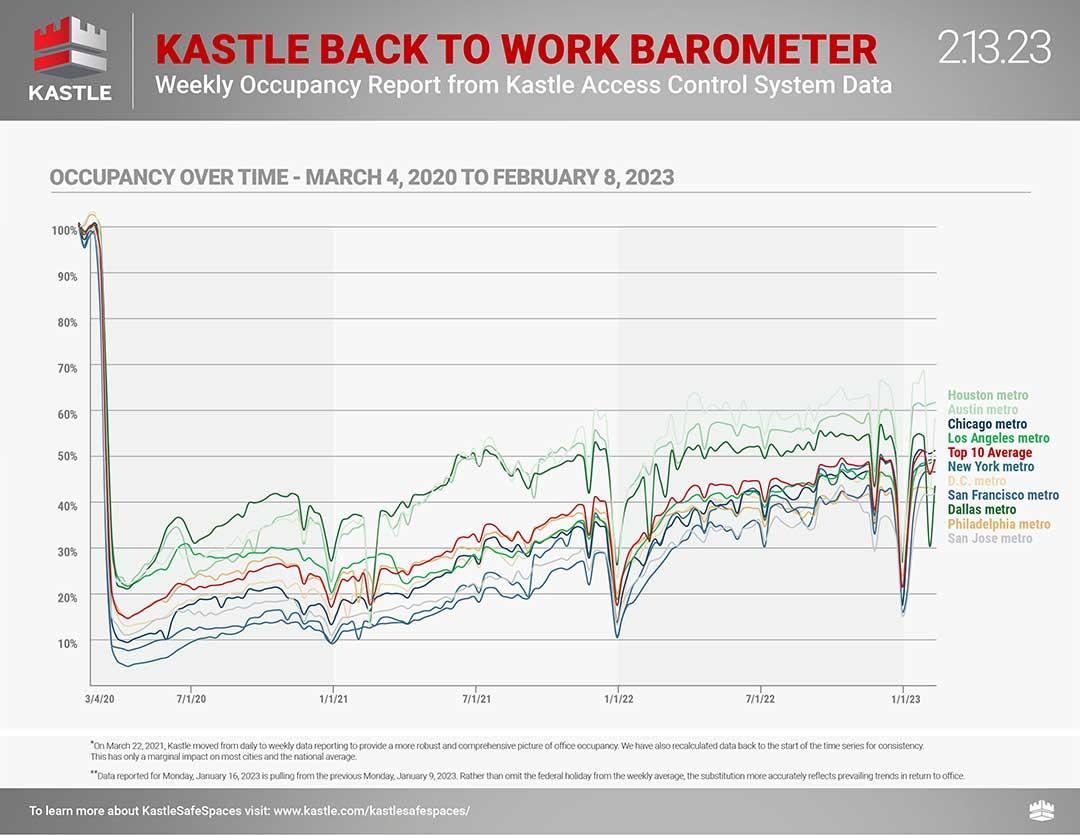 KASTLE
KASTLE BACK TO WORK BAROMETER
2.13.23
Weekly Occupancy Report from Kastle Access Control System Data
OCCUPANCY OVER TIME - MARCH 4, 2020 TO FEBRUARY 8, 2023
100%
90%
80%
70%
60%
50%
40%
30%
20%
10%
Houston metro
Austin metro
Chicago metro
Los Angeles metro
Top 10 Average
New York metro
D.C. metro
San Francisco metro
Dallas metro
Philadelphia metro
San Jose metro
3/4/20
7/1/20
1/1/21
7/1/21
1/1/22
7/1/22
1/1/23
*On March 22, 2021, Kastle moved from daily to weekly data reporting to provide a more robust and comprehensive picture of office occupancy. We have also recalculated data back to the start of the time series for consistency.
This has only a marginal impact on most cities and the national average.
**Data reported for Monday, January 16, 2023 is pulling from the previous Monday, January 9, 2023. Rather than omit the federal holiday from the weekly average, the substitution more accurately reflects prevailing trends in return to office.
To learn more about KastleSafeSpaces visit: www.kastle.com/kastlesafespaces/